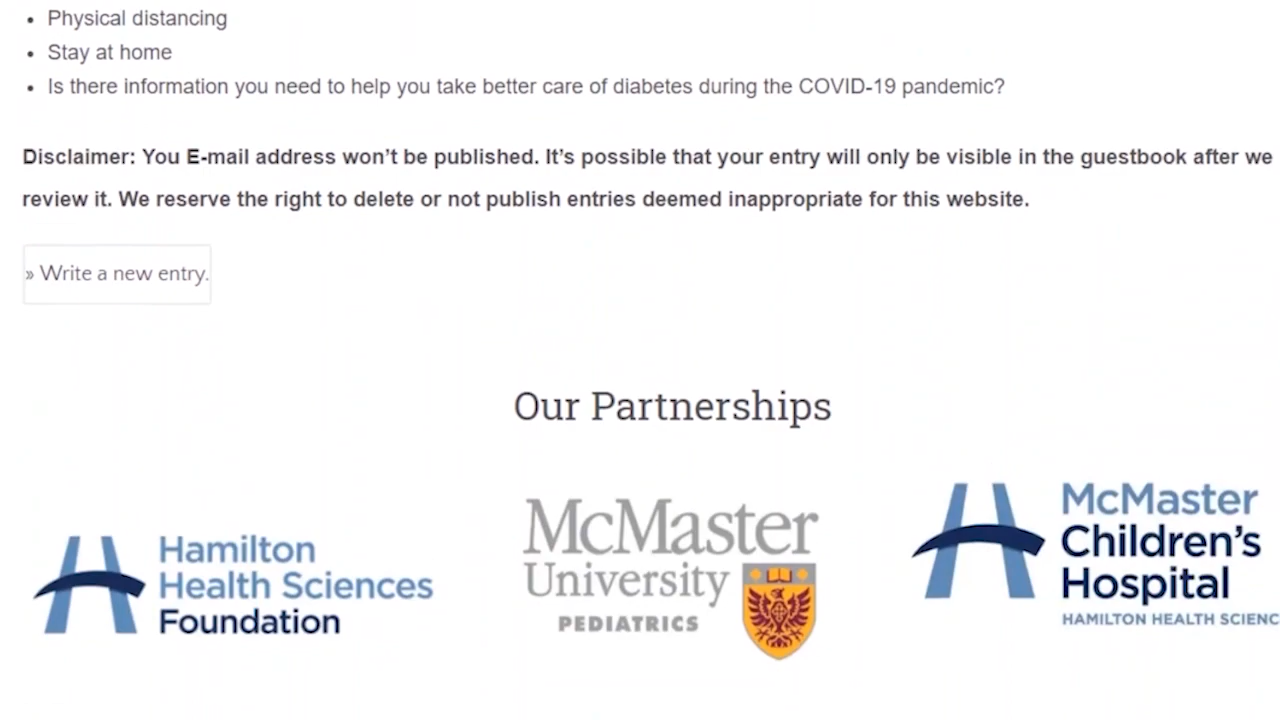 Physical distancing
Stay at home
Is there information you need to help you take better care of diabetes during the COVID-19 pandemic?
Disclaimer: You E-mail address won’t be published. It’s possible that your entry will only be visible in the guestbook after we
review it. We reserve the right to delete or not publish entries deemed inappropriate for this website.
» Write a new entry.
Our Partnerships
Hamilton
Health Sciences
Foundation
McMaster
University
PEDIATRICS
McMaster
Children’s
Hospital
HAMILTON HEALTH SCIENC